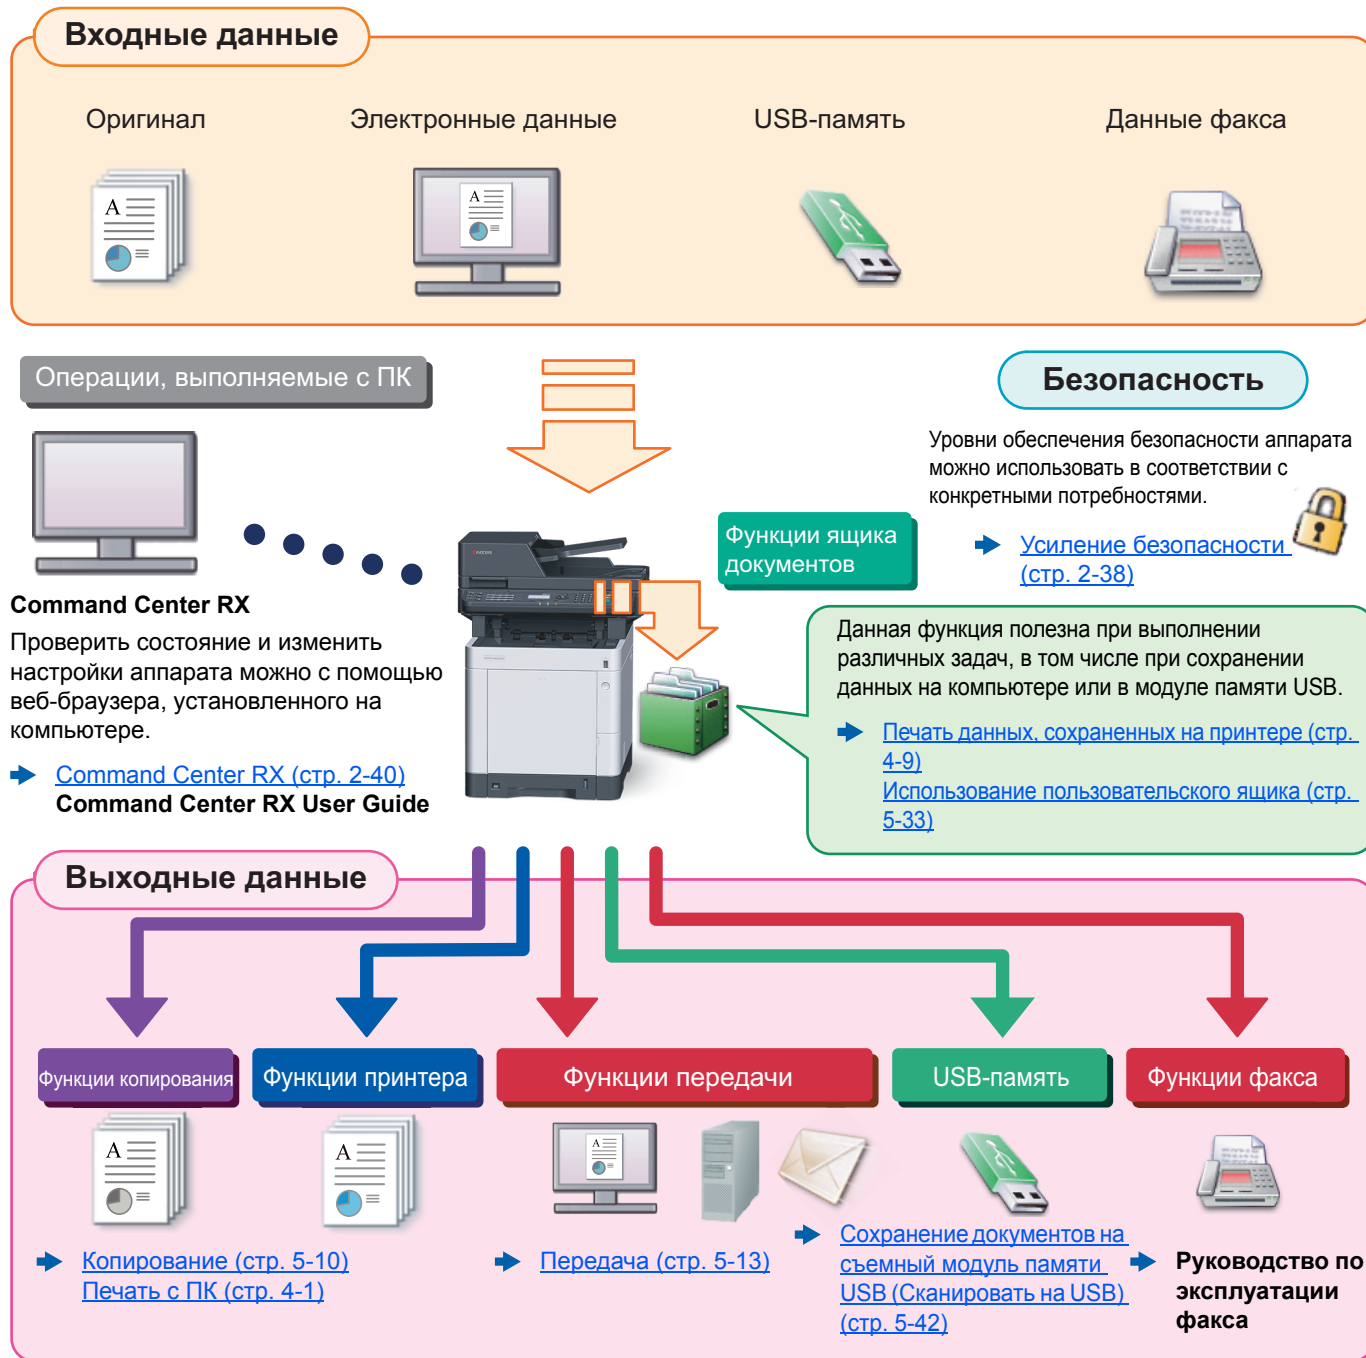 Входные данные
Оригинал
Электронные данные
USB-память
Данные факса
Операции, выполняемые с ПК
Command Center RX
Проверить состояние и изменить
настройки аппарата можно с помощью
веб-браузера, установленного на
компьютере.
Command Center RX (стр. 2-40)
Command Center RX User Guide
Безопасность
Уровни обеспечения безопасности аппарата
можно использовать в соответствии с
конкретными потребностями.
Усиление безопасности
(стр. 2-38)
Функции ящика
документов
Данная функция полезна при выполнении
различных задач, в том числе при сохранении
данных на компьютере или в модуле памяти USB.
Печать данных, сохраненных на принтере (стр.
4-9)
Использование пользовательского ящика (стр.
5-33)
Выходные данные
Функции копирования
Функции принтера
Функции передачи
USB-память
Функции факса
Копирование (стр. 5-10)
Печать с ПК (стр. 4-1)
Передача (стр. 5-13)
Сохранение документов на
съемный модуль памяти
USB (Сканировать на USB)
(стр. 5-42)
Руководство по
эксплуатации
факса